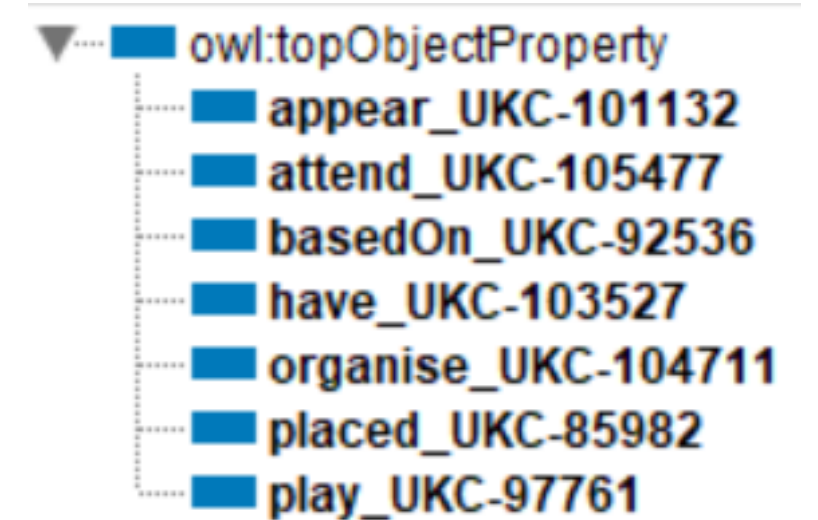 owl:topObjectProperty
appear_UKC-101132
attend_UKC-105477
basedOn_UKC-92536
have_UKC-103527
organise_UKC-104711
placed_UKC-85982
play_UKC-97761